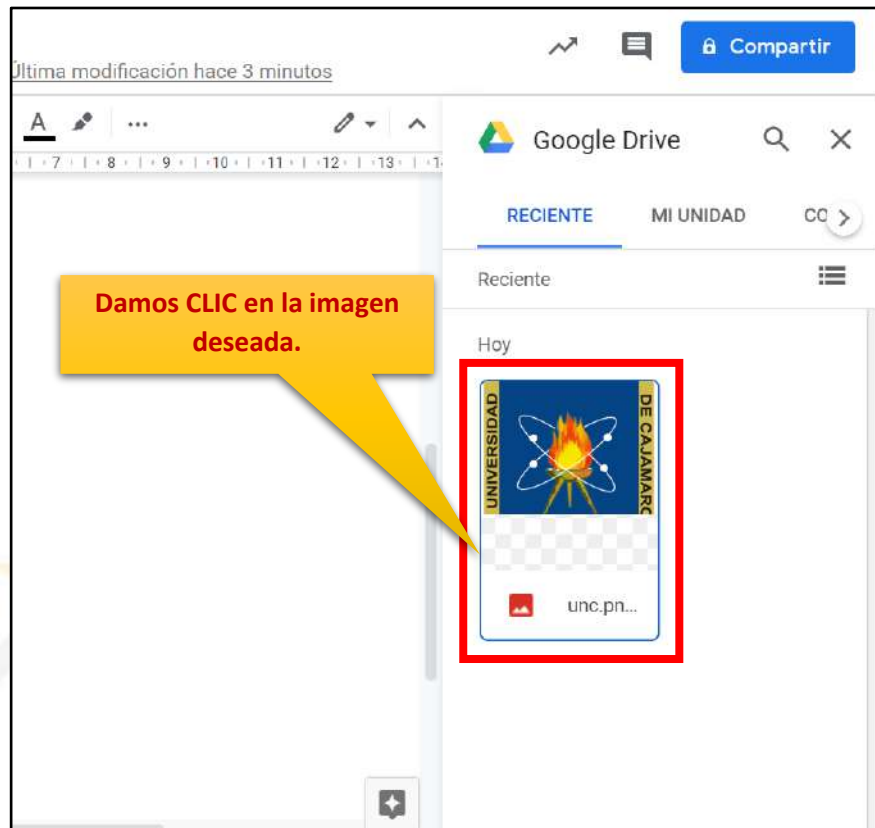 Última modificación hace 3 minutos
Compartir
A
7 8 9 10 11 12 13
Google Drive
RECIENTE MI UNIDAD CO
Reciente
Damos CLIC en la imagen
deseada.
Hoy
UNIVERSIDAD
DE CAJAMARC
unc.pn...